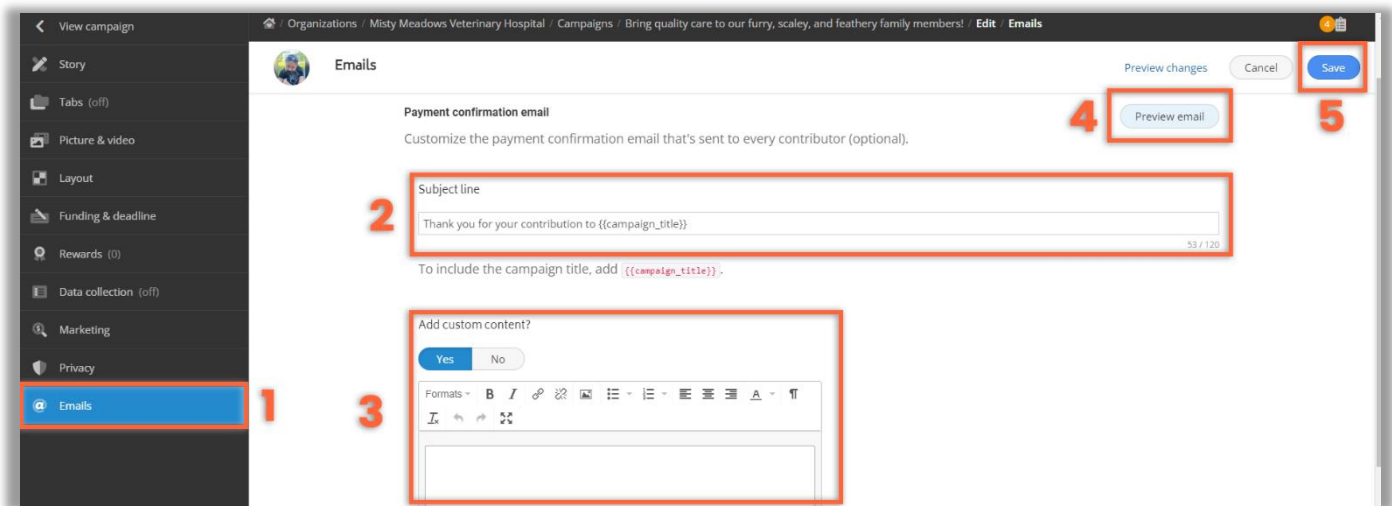 View campaign
Story
Tabs (off)
Picture & video
Layout
Funding & deadline
Rewards (0)
Data collection (off)
Marketing
Privacy
@ Emails
1
/ Organizations / Misty Meadows Veterinary Hospital / Campaigns / Bring quality care to our furry, scaley, and feathery family members! / Edit / Emails
4
Emails
Preview changes
Cancel
Save
5
Payment confirmation email
Customize the payment confirmation email that's sent to every contributor (optional).
4
Preview email
2
Subject line
Thank you for your contribution to {{campaign_title}}
53 / 120
To include the campaign title, add {{campaign_title}} .
3
Add custom content?
Yes No
Formats B I A ¶
Ix